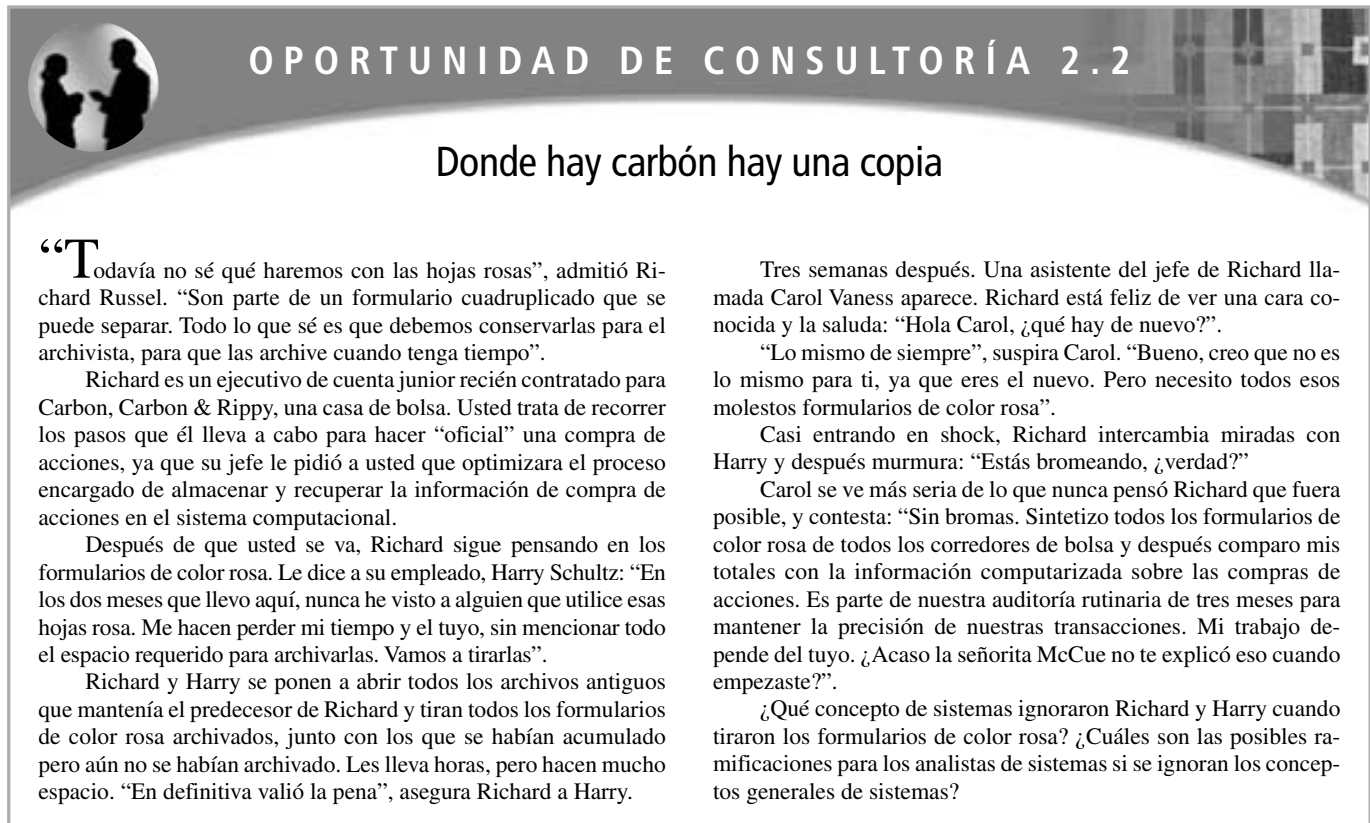 OPORTUNIDAD DE CONSULTORÍA 2.2
Donde hay carbón hay una copia
“Todavía no sé qué haremos con las hojas rosas”, admitió Ri-
chard Russel. “Son parte de un formulario cuadruplicado que se
puede separar. Todo lo que sé es que debemos conservarlas para el
archivista, para que las archive cuando tenga tiempo”.
Richard es un ejecutivo de cuenta junior recién contratado para
Carbon, Carbon & Rippy, una casa de bolsa. Usted trata de recorrer
los pasos que él lleva a cabo para hacer “oficial” una compra de
acciones, ya que su jefe le pidió a usted que optimizara el proceso
encargado de almacenar y recuperar la información de compra de
acciones en el sistema computacional.
Después de que usted se va, Richard sigue pensando en los
formularios de color rosa. Le dice a su empleado, Harry Schultz: “En
los dos meses que llevo aquí, nunca he visto a alguien que utilice esas
hojas rosa. Me hacen perder mi tiempo y el tuyo, sin mencionar todo
el espacio requerido para archivarlas. Vamos a tirarlas”.
Richard y Harry se ponen a abrir todos los archivos antiguos
que mantenía el predecesor de Richard y tiran todos los formularios
de color rosa archivados, junto con los que se habían acumulado
pero aún no se habían archivado. Les lleva horas, pero hacen mucho
espacio. “En definitiva valió la pena”, asegura Richard a Harry.
Tres semanas después. Una asistente del jefe de Richard lla-
mada Carol Vaness aparece. Richard está feliz de ver una cara co-
nocida y la saluda: “Hola Carol, ¿qué hay de nuevo?”.
“Lo mismo de siempre”, suspira Carol. “Bueno, creo que no es
lo mismo para ti, ya que eres el nuevo. Pero necesito todos esos
molestos formularios de color rosa”.
Casi entrando en shock, Richard intercambia miradas con
Harry y después murmura: “Estás bromeando, ¿verdad?”
Carol se ve más seria de lo que nunca pensó Richard que fuera
posible, y contesta: “Sin bromas. Sintetizo todos los formularios de
color rosa de todos los corredores de bolsa y después comparo mis
totales con la información computarizada sobre las compras de
acciones. Es parte de nuestra auditoría rutinaria de tres meses para
mantener la precisión de nuestras transacciones. Mi trabajo de-
pende del tuyo. ¿Acaso la señorita McCue no te explicó eso cuando
empezaste?”.
¿Qué concepto de sistemas ignoraron Richard y Harry cuando
tiraron los formularios de color rosa? ¿Cuáles son las posibles ra-
mificaciones para los analistas de sistemas si se ignoran los concep-
tos generales de sistemas?